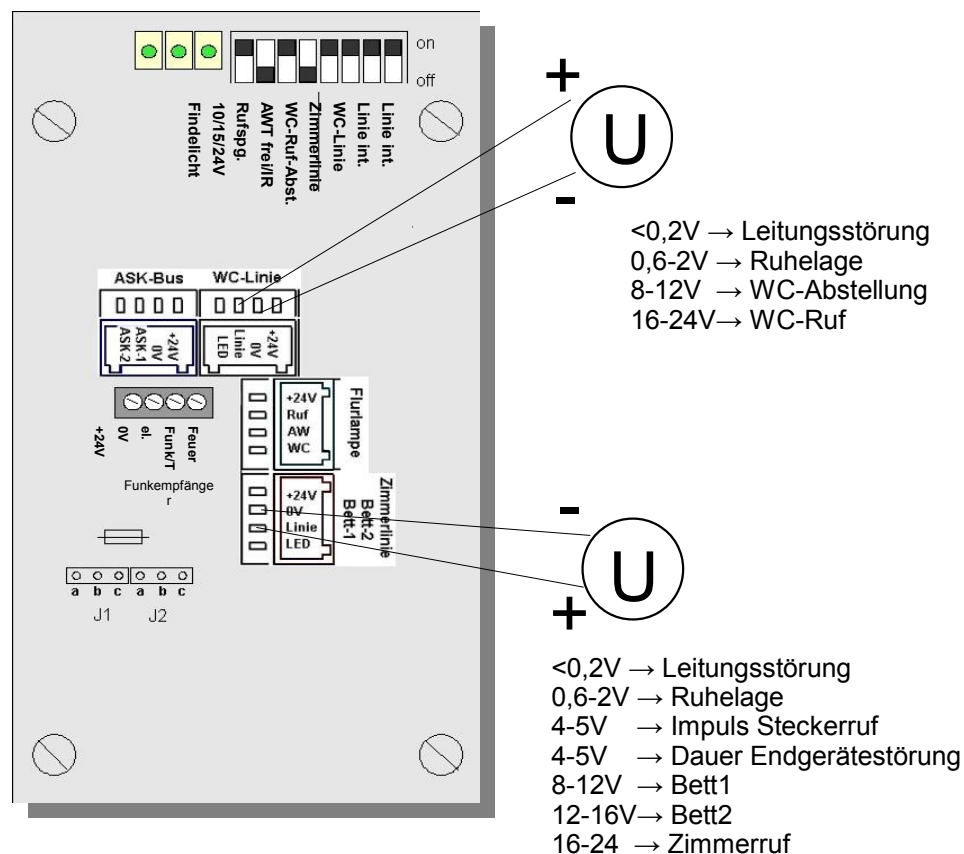 on
off
Findelicht
10/15/24V
Rufspg.
AWT frei/IR
WC-Ruf-Abst.
Zimmerlinie
WC-Linie
Linie int.
Linie int.
+
U
-
<0,2V → Leitungsstörung
0,6-2V → Ruhelage
8-12V → WC-Abstellung
16-24V→ WC-Ruf
ASK-Bus WC-Linie
ASK-2
ASK-1
0V
+24V
LED
Linie
0V
+24V
+24V
Ruf
AW
WC
Flurlampe
+24V
0V
el.
Funk/T
Feuer
Funkempfänge
r
+24V
0V
Linie
LED
Zimmerlinie
Bett-2
Bett-1
a b c a b c
J1 J2
-
U
+
<0,2V → Leitungsstörung
0,6-2V → Ruhelage
4-5V → Impuls Steckerruf
4-5V → Dauer Endgerätestörung
8-12V → Bett1
12-16V→ Bett2
16-24 → Zimmerruf